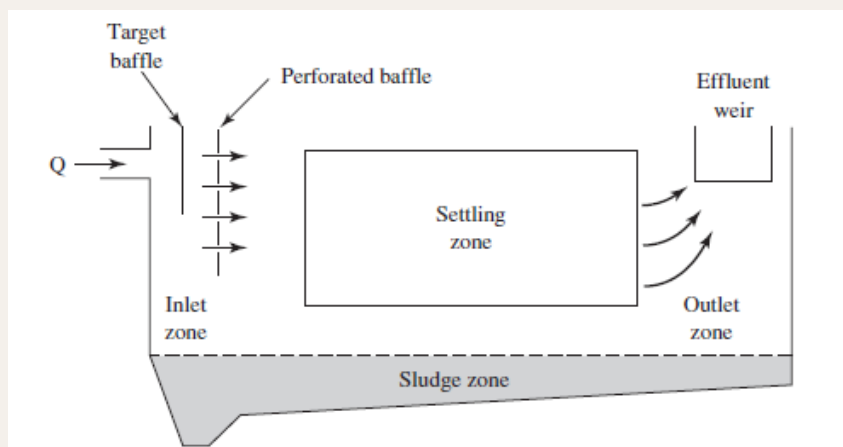 Target
baffle
Perforated baffle
Effluent
weir
Q
Settling
zone
Inlet
zone
Outlet
zone
Sludge zone